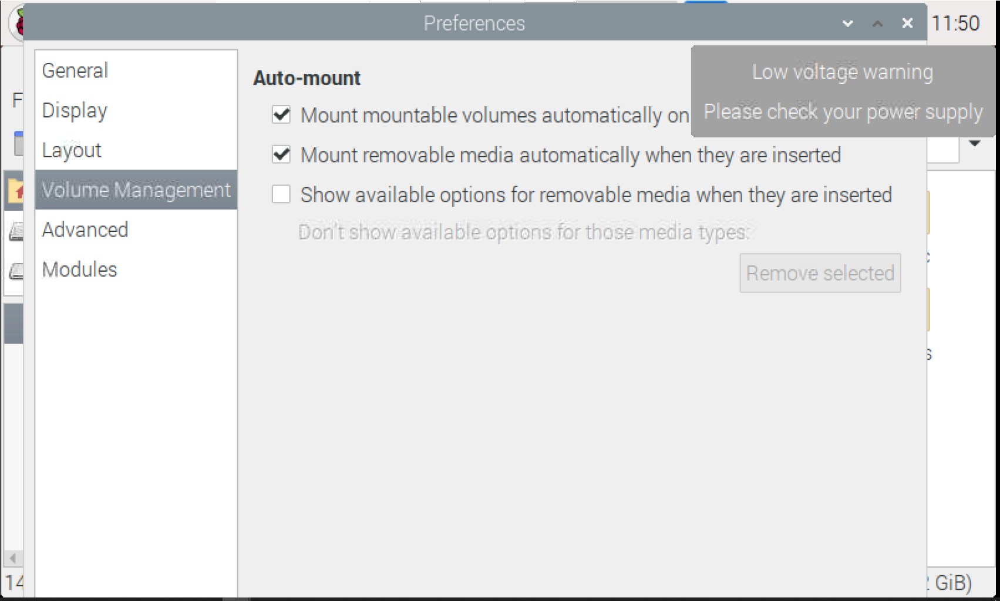 Preferences
11:50
General
Display
Layout
Volume Management
Advanced
Modules
Auto-mount
Mount mountable volumes automatically on
Mount removable media automatically when they are inserted
Show available options for removable media when they are inserted
Don't show available options for those media types:
Remove selected
Low voltage warning
Please check your power supply
F
14
GiB)